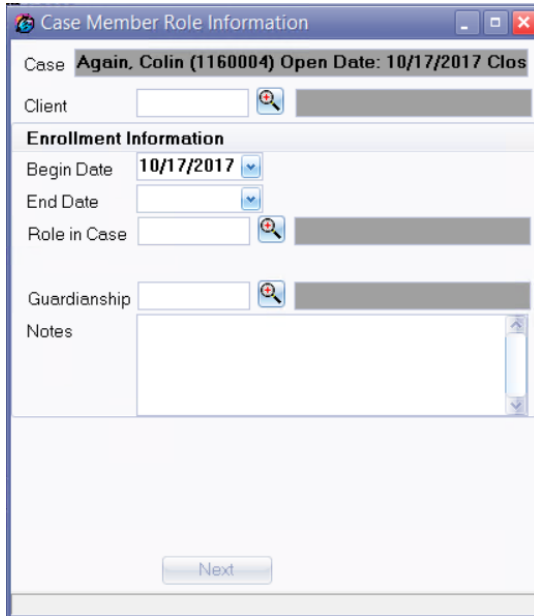 Case Member Role Information
Case Again, Colin (1160004) Open Date: 10/17/2017 Clos
Client
Enrollment Information
Begin Date 10/17/2017
End Date
Role in Case
Guardianship
Notes
Next